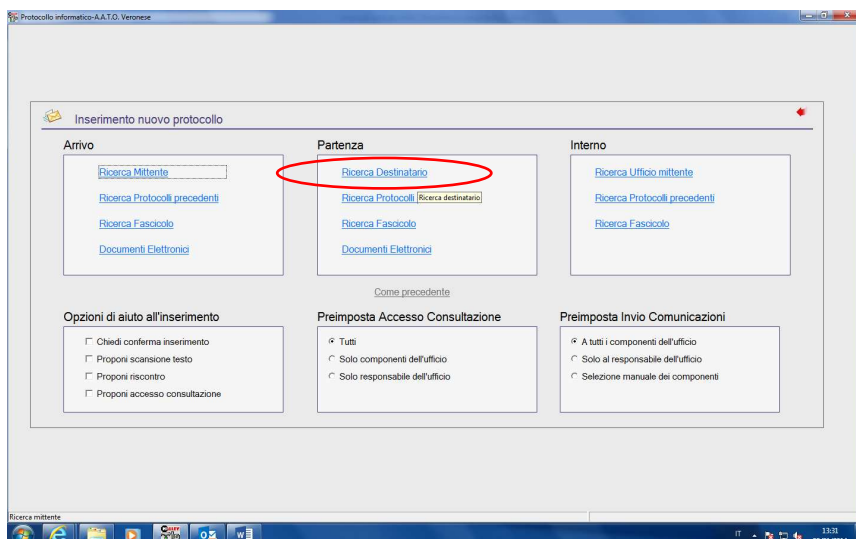 Protocollo informatico-A.A.T.O. Veronese
Inserimento nuovo protocollo
Arrivo
Ricerca Mittente
Ricerca Protocolli precedenti
Ricerca Fascicolo
Documenti Elettronici
Partenza
Ricerca Destinatario
Ricerca Protocolli
Ricerca destinatario
Ricerca Fascicolo
Documenti Elettronici
Interno
Ricerca Ufficio mittente
Ricerca Protocolli precedenti
Ricerca Fascicolo
Come precedente
Opzioni di aiuto all'inserimento
Chiedi conferma inserimento
Proponi scansione testo
Proponi riscontro
Proponi accesso consultazione
Preimposta Accesso Consultazione
Tutti
Solo componenti dell'ufficio
Solo responsabile dell'ufficio
Preimposta Invio Comunicazioni
A tutti i componenti dell'ufficio
Solo al responsabile dell'ufficio
Selezione manuale dei componenti
Ricerca mittente
IT
13:31